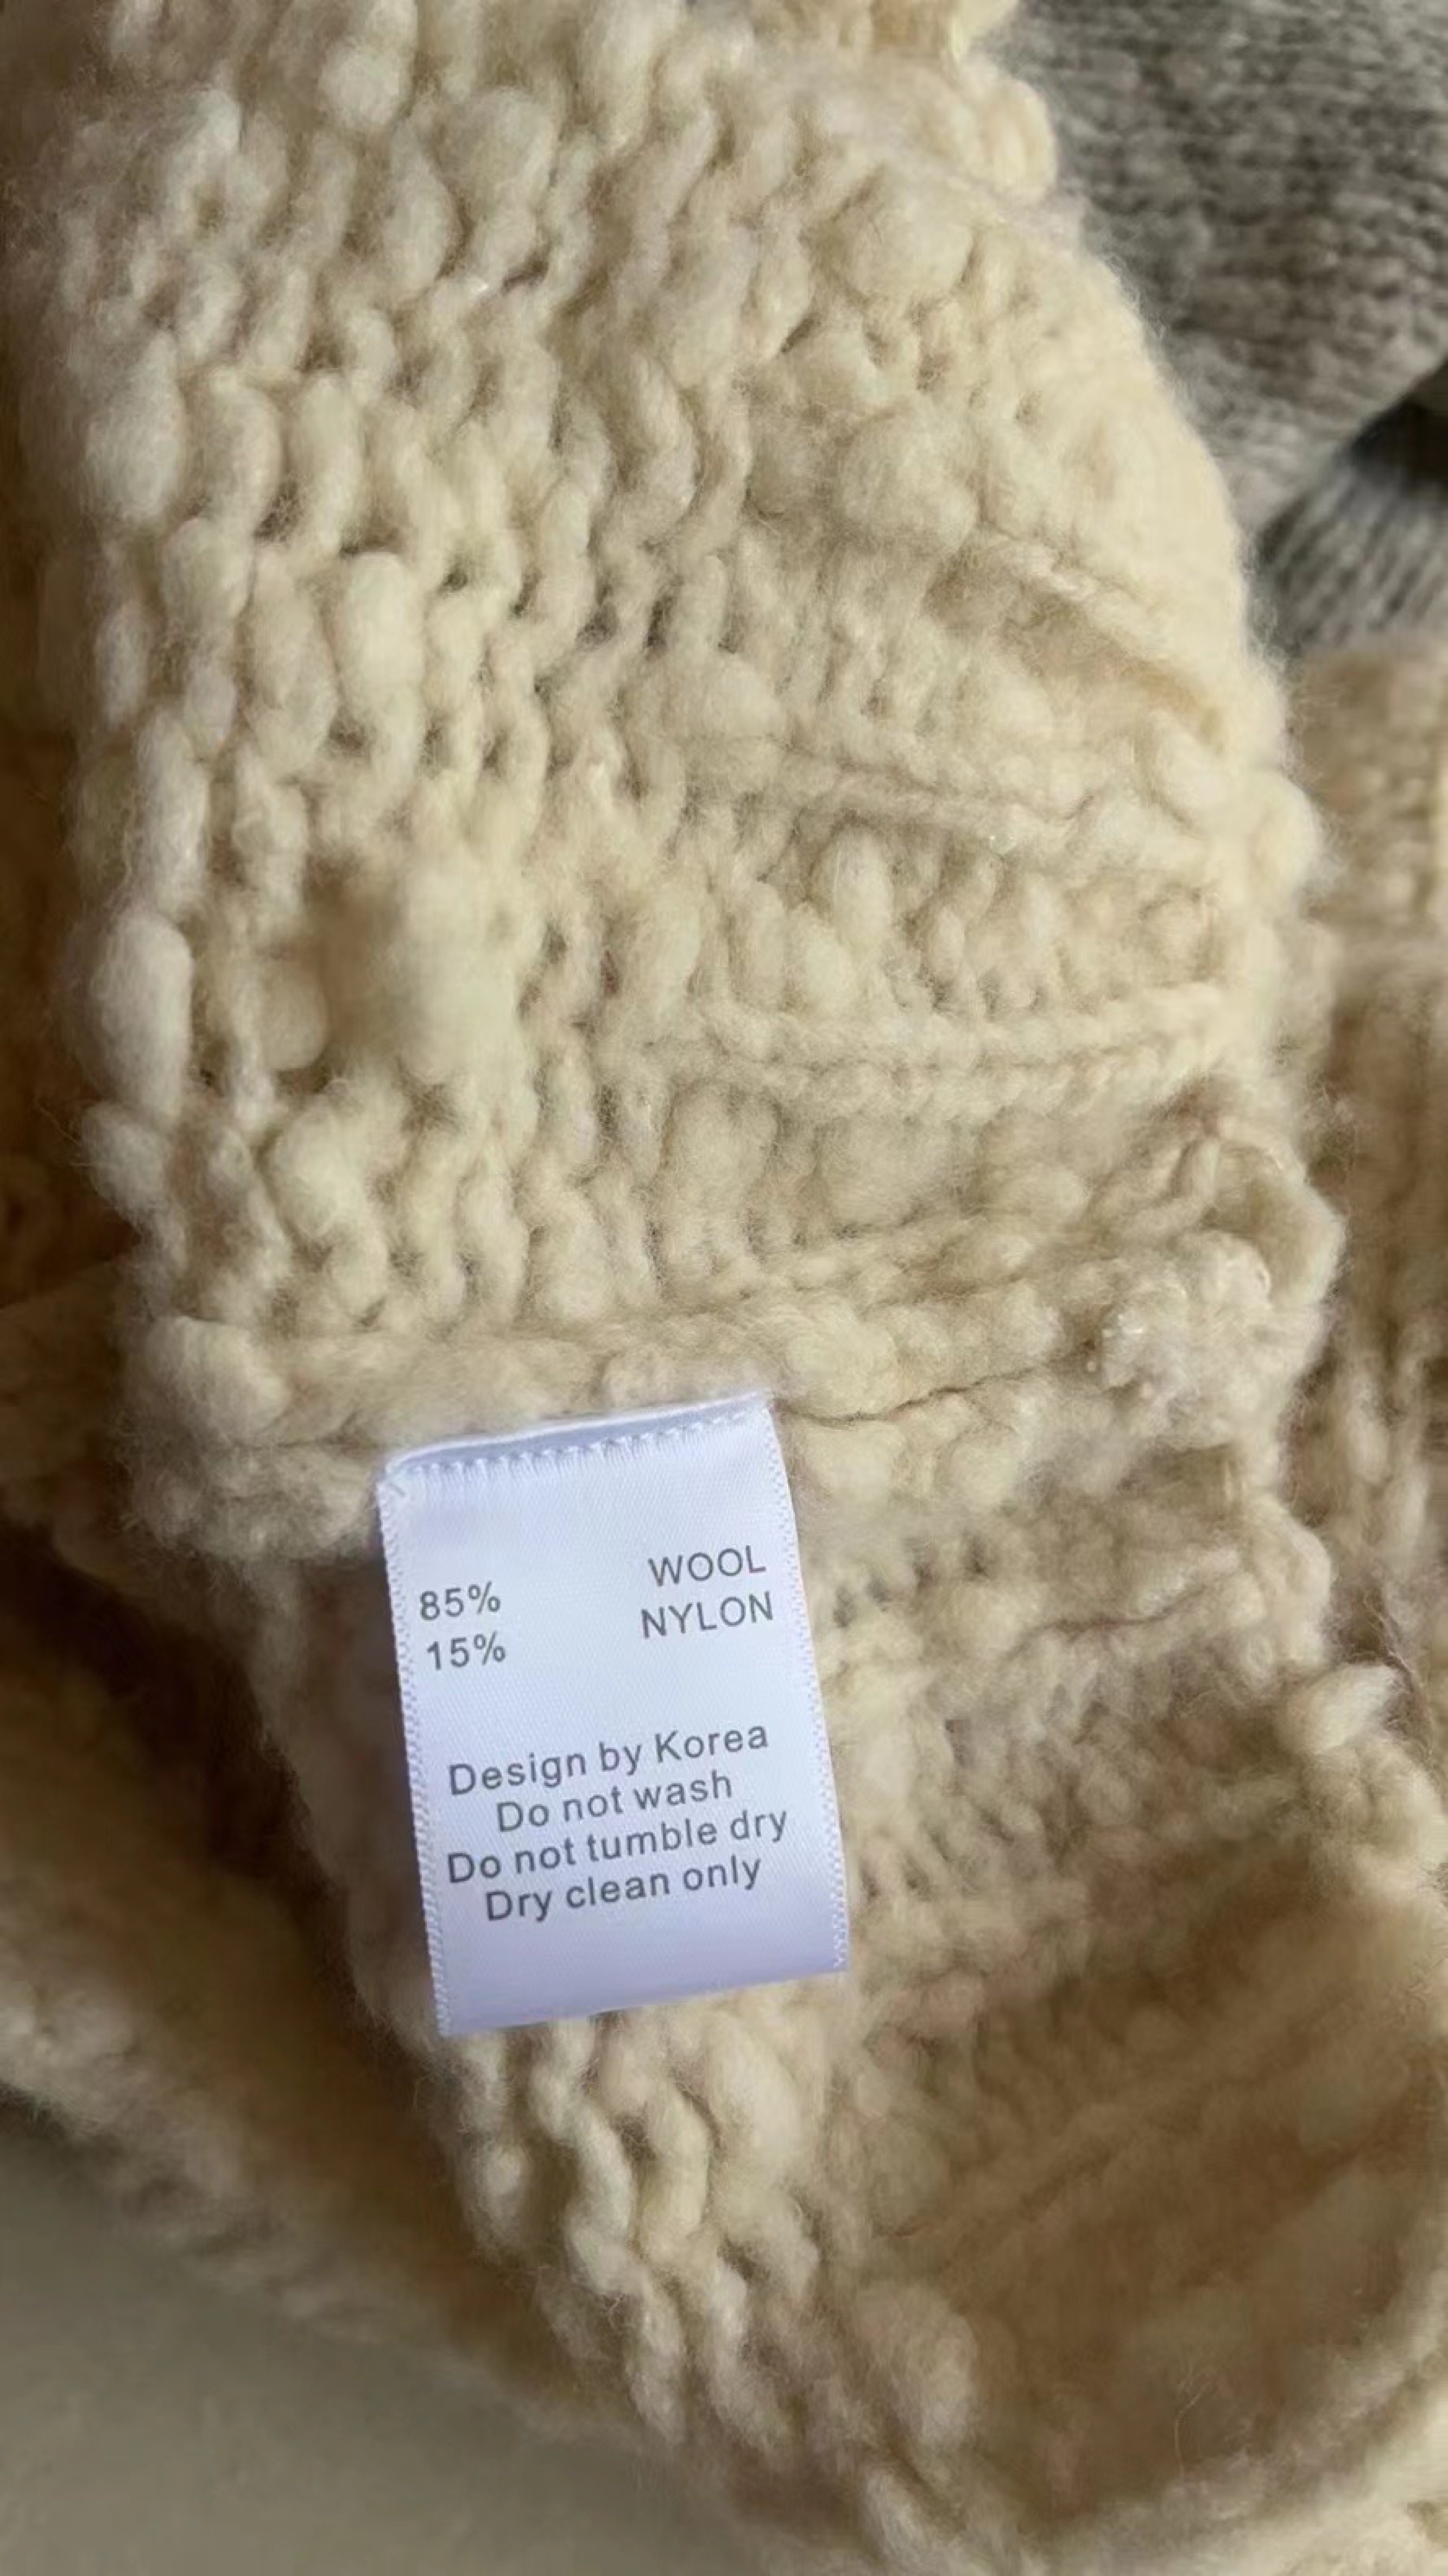 85% WOOL
15% NYLON
Design by Korea
Do not wash
Do not tumble dry
Dry clean only